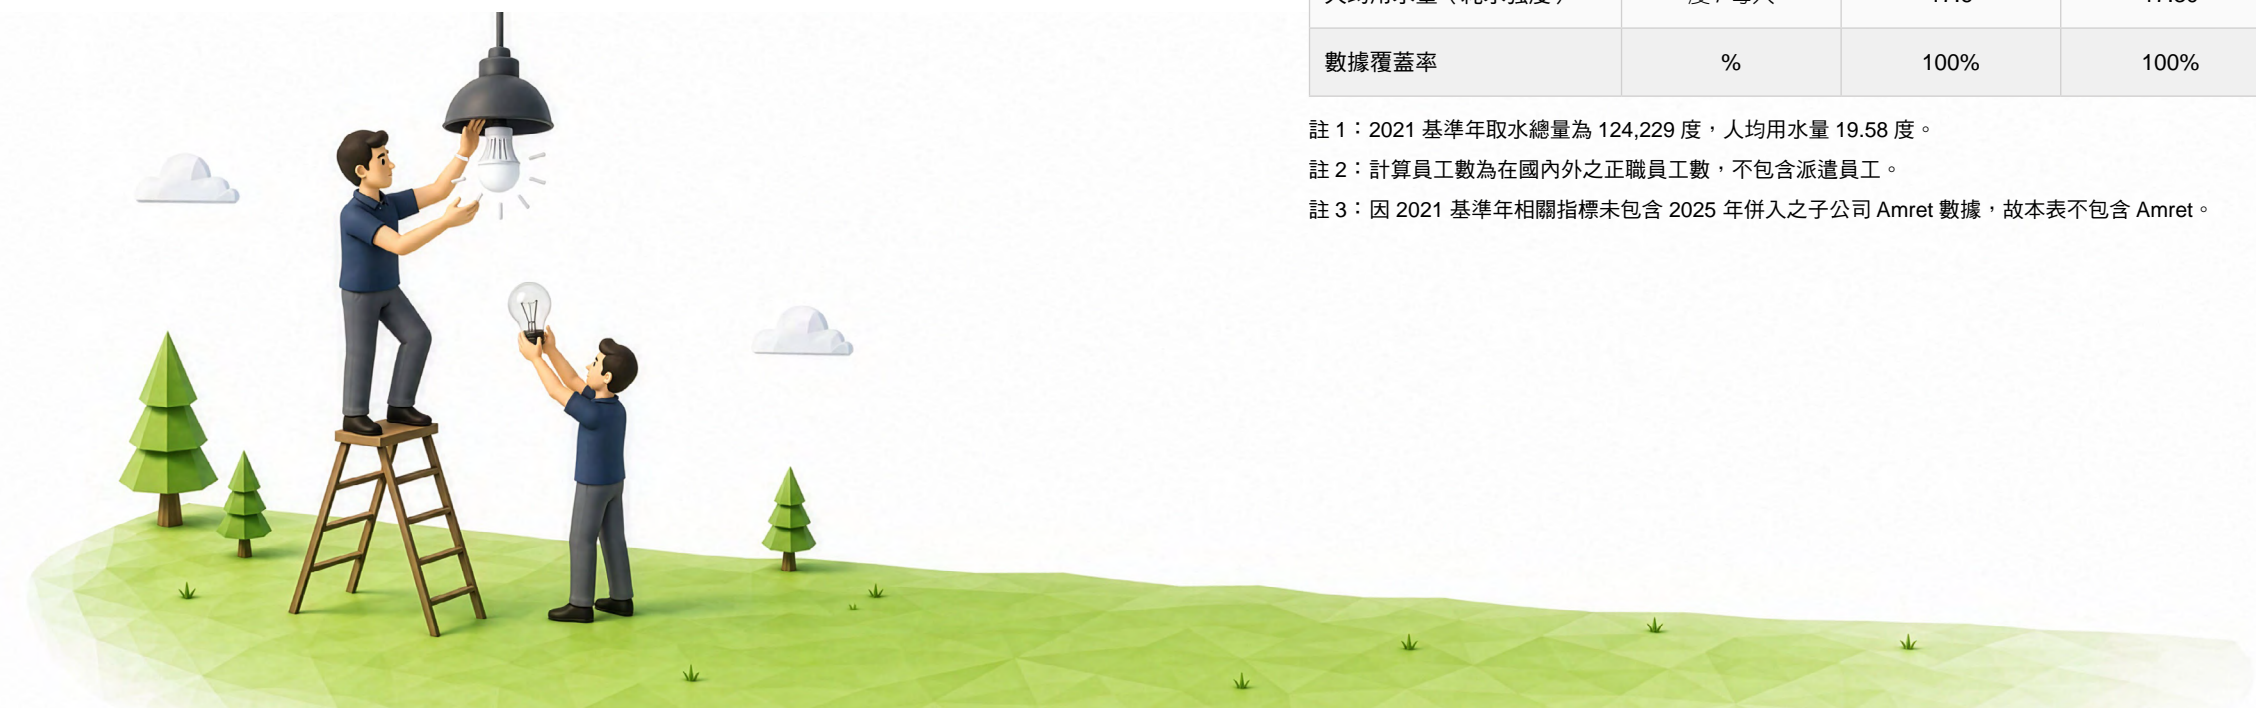 數據覆蓋率 % 100% 100%
註 1：2021 基準年取水總量為 124,229 度，人均用水量 19.58 度。
註 2：計算員工數為在國內外之正職員工數，不包含派遣員工。
註 3：因 2021 基準年相關指標未包含 2025 年併入之子公司 Amret 數據，故本表不包含 Amret。